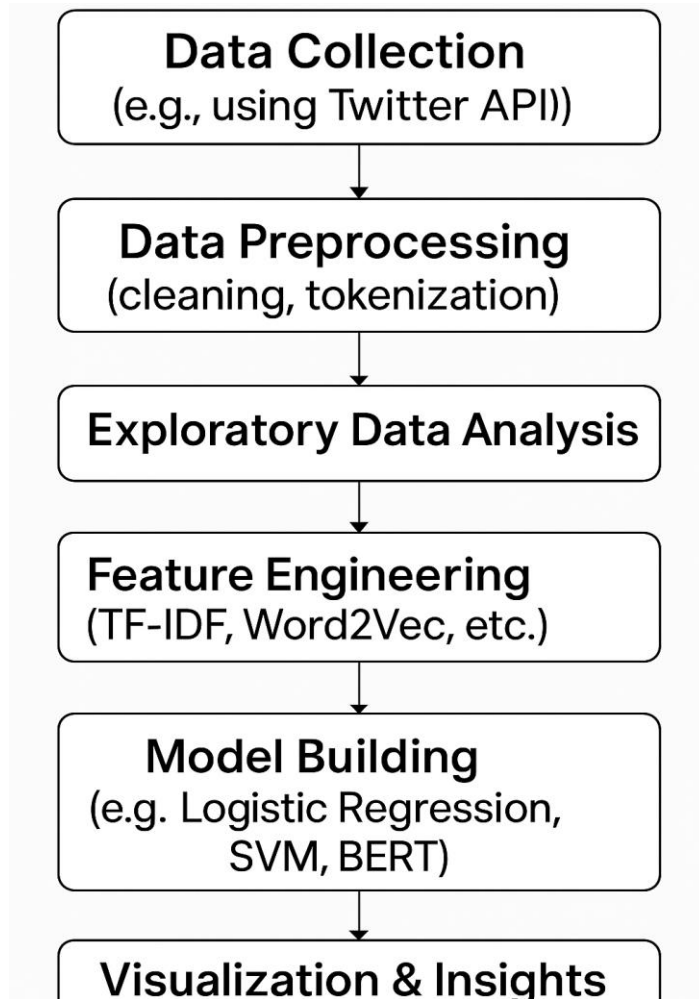 Data Collection
(e.g., using Twitter API))
Data Preprocessing
(cleaning, tokenization)
Exploratory Data Analysis
Feature Engineering
(TF-IDF, Word2Vec, etc.)
Model Building
(e.g. Logistic Regression,
SVM, BERT)
Visualization & Insights